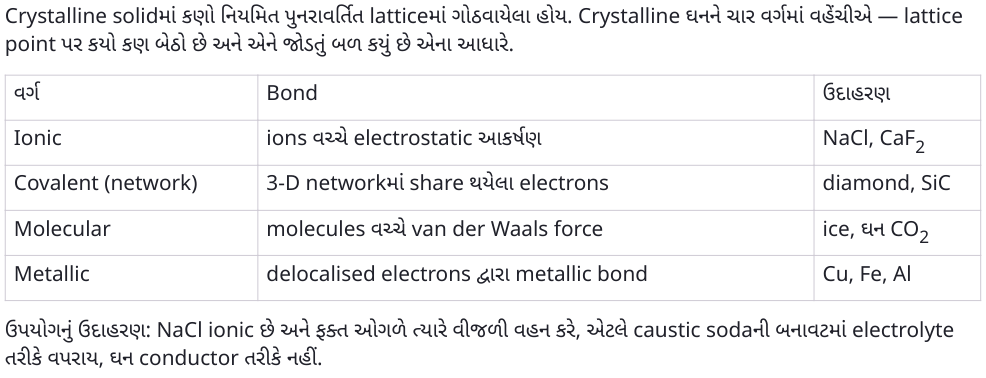 Crystalline solidમાં કણો નિયમિત પુનરાવર્તિત latticeમાં ગોઠવાયેલા હોય. Crystalline ઘનને ચાર વર્ગમાં વહેંચીએ — lattice
point પર કયો કણ બેઠો છે અને એને જોડતું બળ કયું છે એના આધારે.
વર્ગ Bond ઉદાહરણ
Ionic ions વચ્ચે electrostatic આકર્ષણ NaCl, CaF₂
Covalent (network) 3-D networkમાં share થયેલા electrons diamond, SiC
Molecular molecules વચ્ચે van der Waals force ice, ઘન CO₂
Metallic delocalised electrons દ્વારા metallic bond Cu, Fe, Al
ઉપયોગનું ઉદાહરણ: NaCl ionic છે અને ફક્ત ઓગળે ત્યારે વીજળી વહન કરે, એટલે caustic sodaની બનાવટમાં electrolyte
તરીકે વપરાય, ઘન conductor તરીકે નહીં.